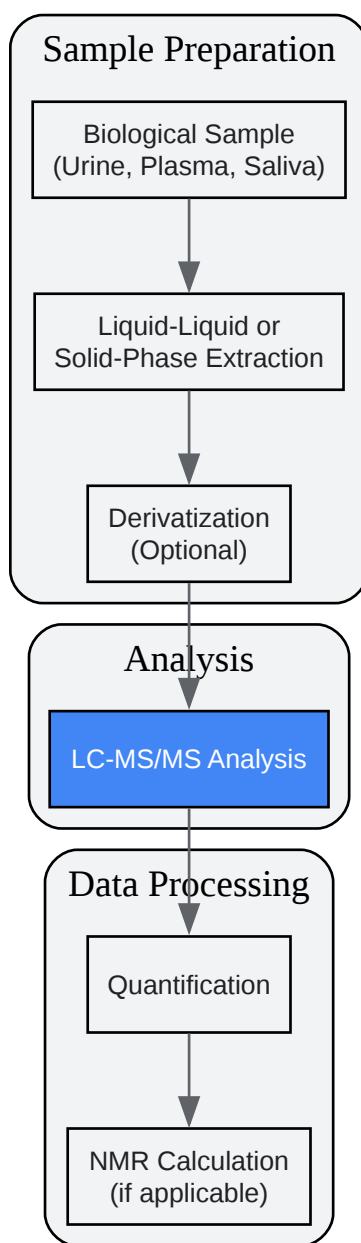 Sample Preparation
Biological Sample
(Urine, Plasma, Saliva)
Liquid-Liquid or
Solid-Phase Extraction
Derivatization
(Optional)
Analysis
LC-MS/MS Analysis
Data Processing
Quantification
NMR Calculation
(if applicable)